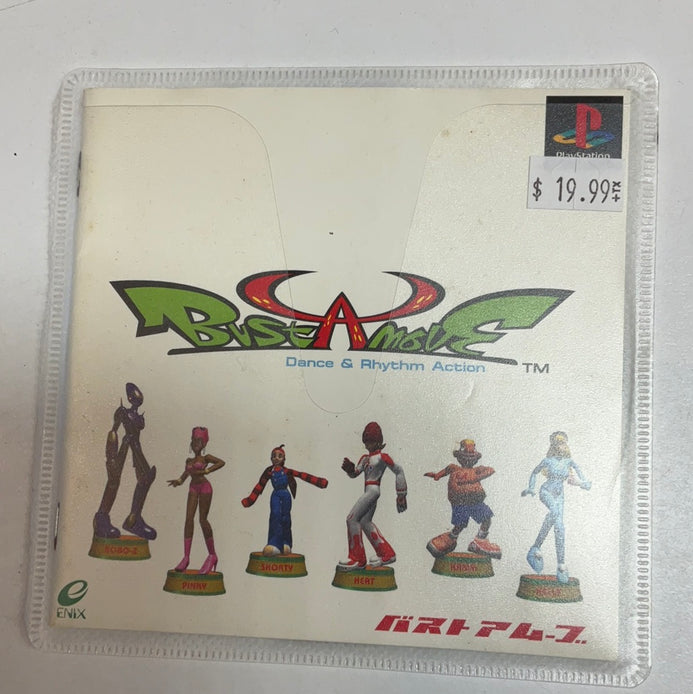 PlayStation
$ 19.99 +TX
BUST A MOVE
Dance & Rhythm Action TM
ROBO-Z
PINKY
SHORTY
HEAT
ENIX
バストアムーブ